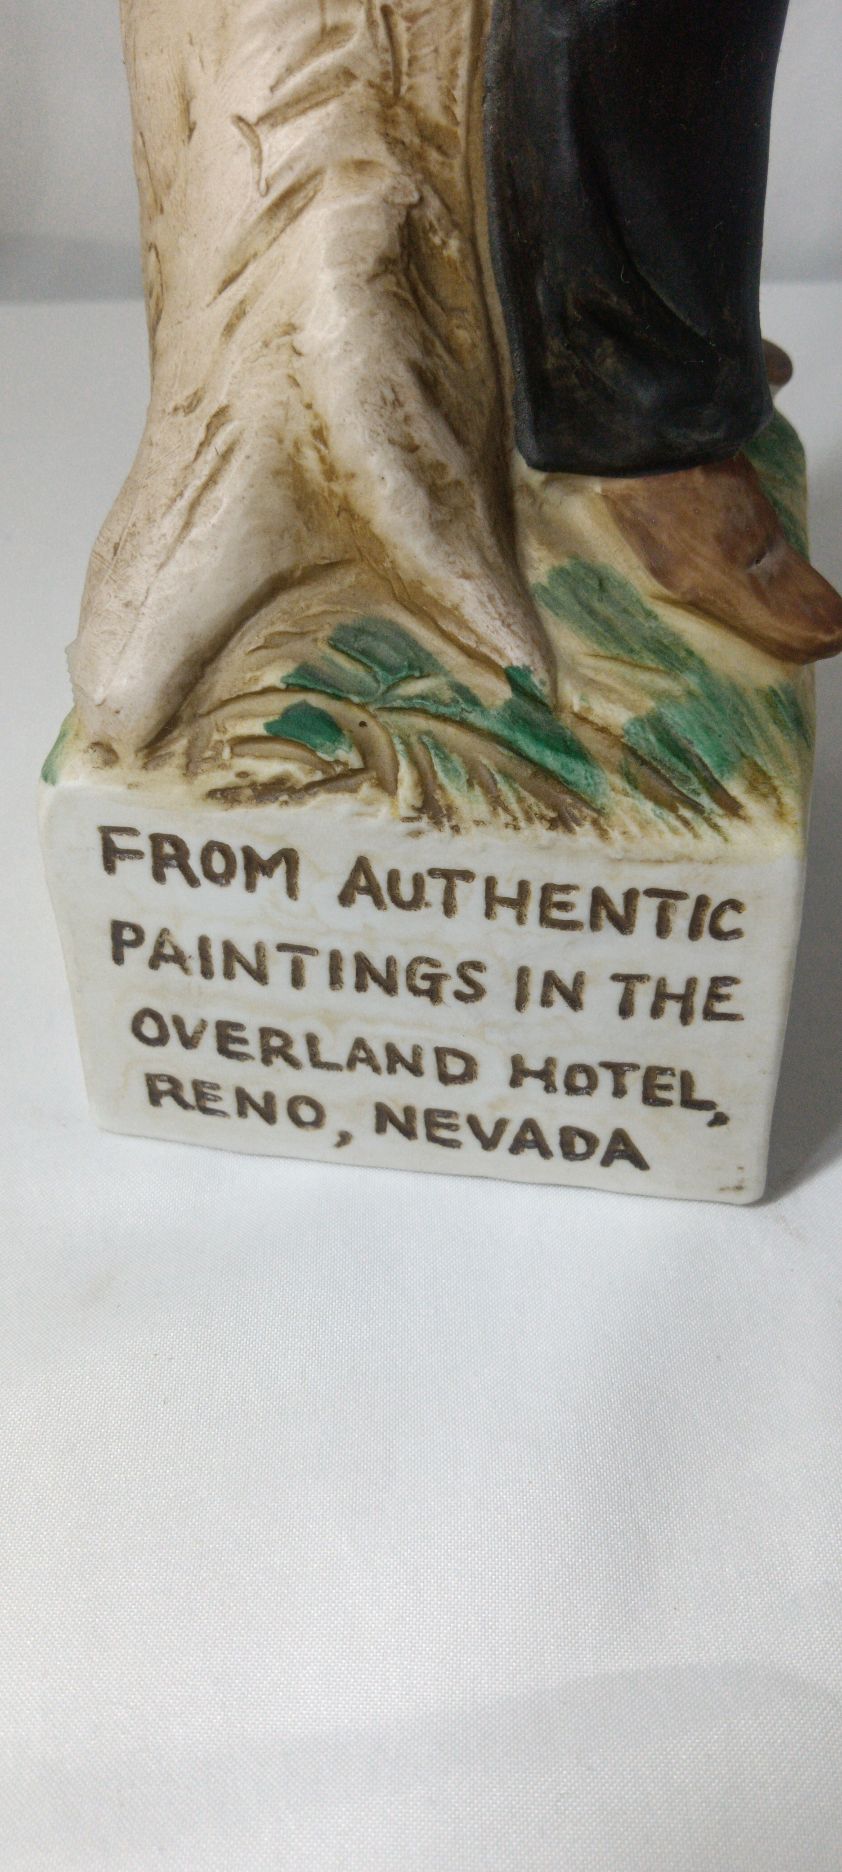 FROM AUTHENTIC
PAINTINGS IN THE
OVERLAND HOTEL,
RENO, NEVADA